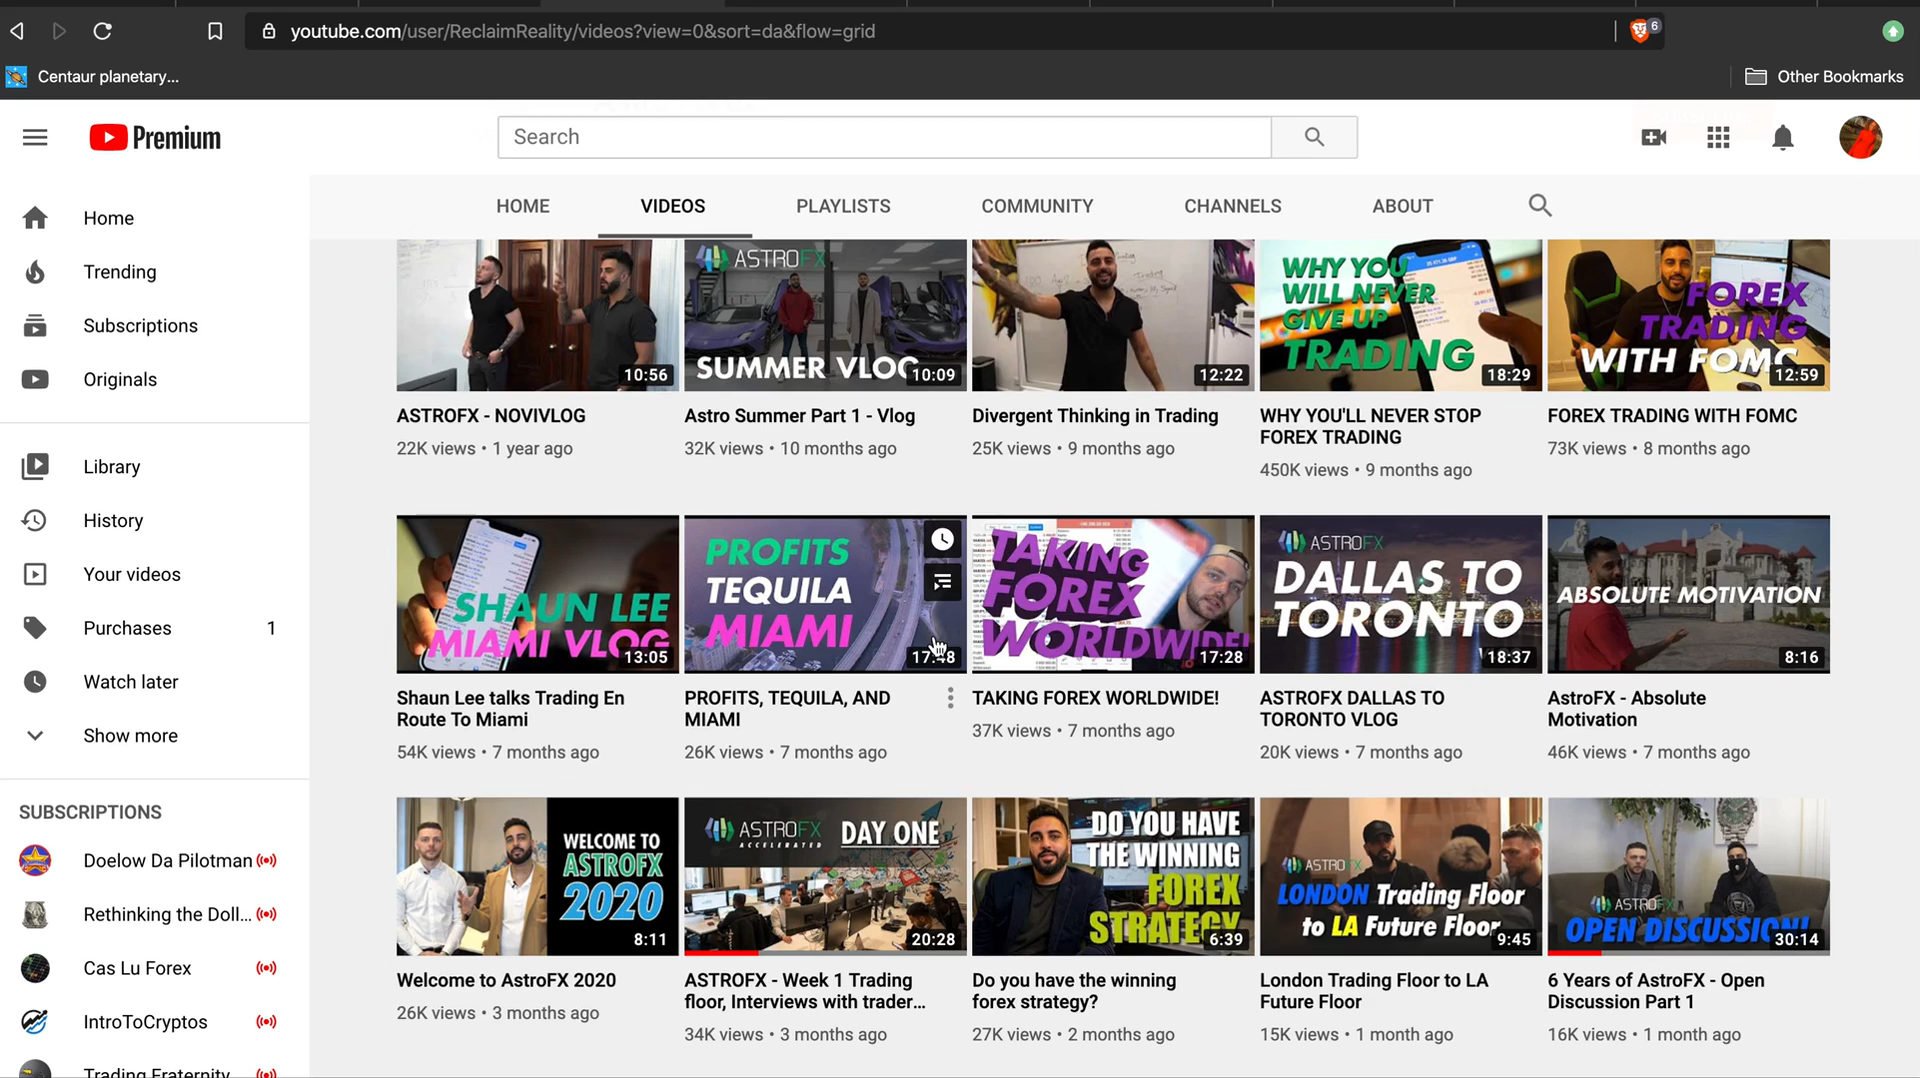 youtube.com/user/ReclaimReality/videos?view=0&sort=da&flow=grid
6
Centaur planetary...
Other Bookmarks
Premium
Search
HOME
VIDEOS
PLAYLISTS
COMMUNITY
CHANNELS
ABOUT
Home
Trending
Subscriptions
Originals
Library
History
Your videos
Purchases 1
Watch later
Show more
SUBSCRIPTIONS
Doelow Da Pilotman
Rethinking the Doll...
Cas Lu Forex
IntroToCryptos
Trading Fraternity
10:56
ASTROFX - NOVIVLOG
22K views • 1 year ago
ASTROFX
SUMMER VLOG
10:09
Astro Summer Part 1 - Vlog
32K views • 10 months ago
12:22
Divergent Thinking in Trading
25K views • 9 months ago
WHY YOU
WILL NEVER
GIVE UP
TRADING
18:29
WHY YOU'LL NEVER STOP
FOREX TRADING
450K views • 9 months ago
FOREX
TRADING
WITH FOMC
12:59
FOREX TRADING WITH FOMC
73K views • 8 months ago
SHAUN LEE
MIAMI VLOG
13:05
Shaun Lee talks Trading En
Route To Miami
54K views • 7 months ago
PROFITS
TEQUILA
MIAMI
17:48
PROFITS, TEQUILA, AND
MIAMI
26K views • 7 months ago
TAKING
FOREX
WORLDWIDE!
17:28
TAKING FOREX WORLDWIDE!
37K views • 7 months ago
ASTROFX
DALLAS TO
TORONTO
18:37
ASTROFX DALLAS TO
TORONTO VLOG
20K views • 7 months ago
ABSOLUTE MOTIVATION
8:16
AstroFX - Absolute
Motivation
46K views • 7 months ago
WELCOME TO
ASTROFX
2020
8:11
Welcome to AstroFX 2020
26K views • 3 months ago
ASTROFX
ACCELERATED
DAY ONE
20:28
ASTROFX - Week 1 Trading
floor, Interviews with trader...
34K views • 3 months ago
DO YOU HAVE
THE WINNING
FOREX
STRATEGY
6:39
Do you have the winning
forex strategy?
27K views • 2 months ago
ASTROFX
LONDON Trading Floor
to LA Future Floor
9:45
London Trading Floor to LA
Future Floor
15K views • 1 month ago
ASTROFX
OPEN DISCUSSION!
30:14
6 Years of AstroFX - Open
Discussion Part 1
16K views • 1 month ago